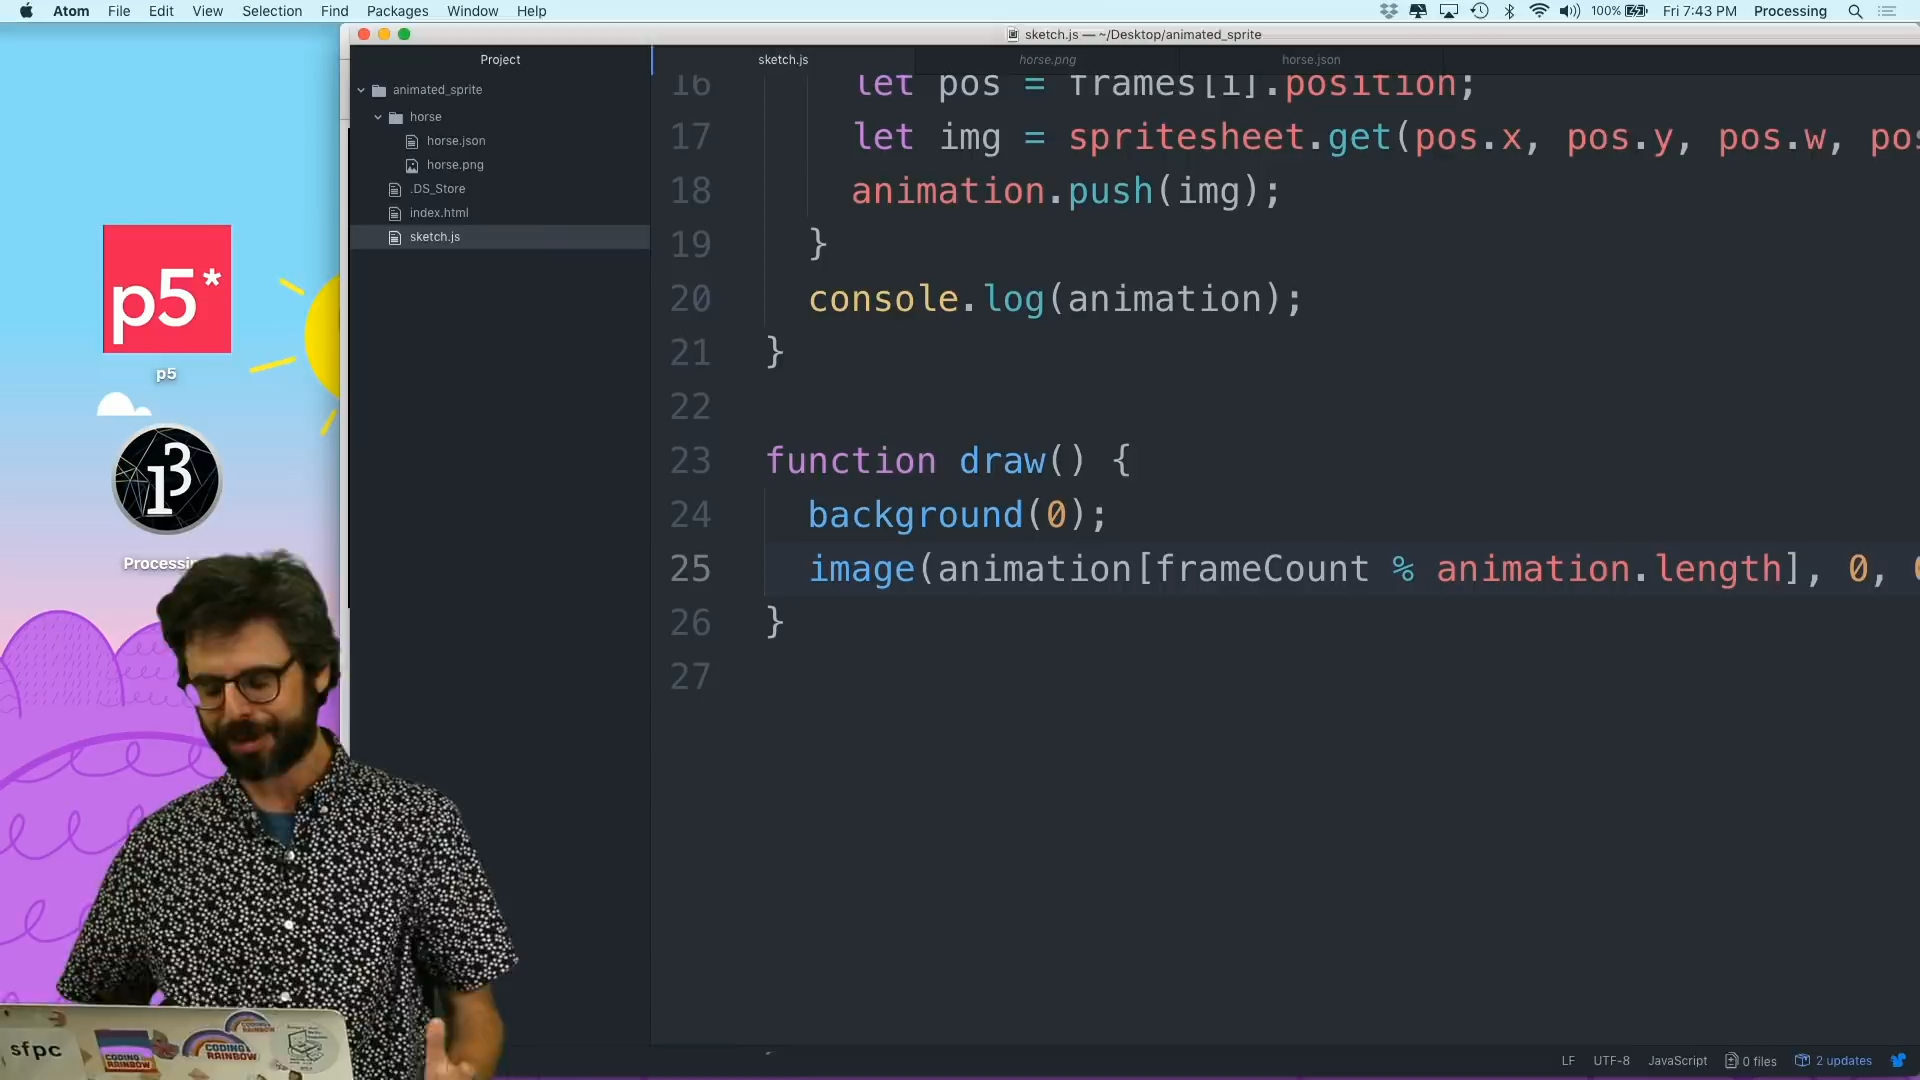 Atom File Edit View Selection Find Packages Window Help 100% Fri 7:43 PM Processing
sketch.js — ~/Desktop/animated_sprite
Project
sketch.js
horse.png
horse.json
animated_sprite
horse
horse.json
horse.png
.DS_Store
index.html
sketch.js
p5*
p5
16 let pos = frames[i].position;
17 let img = spritesheet.get(pos.x, pos.y, pos.w,
18 animation.push(img);
19 }
20 console.log(animation);
21 }
22
23 function draw() {
24 background(0);
25 image(animation[frameCount % animation.length], 0,
26 }
27
sfpc
CODING RAINBOW
CODING RAINBOW
LF UTF-8 JavaScript 0 files 2 updates